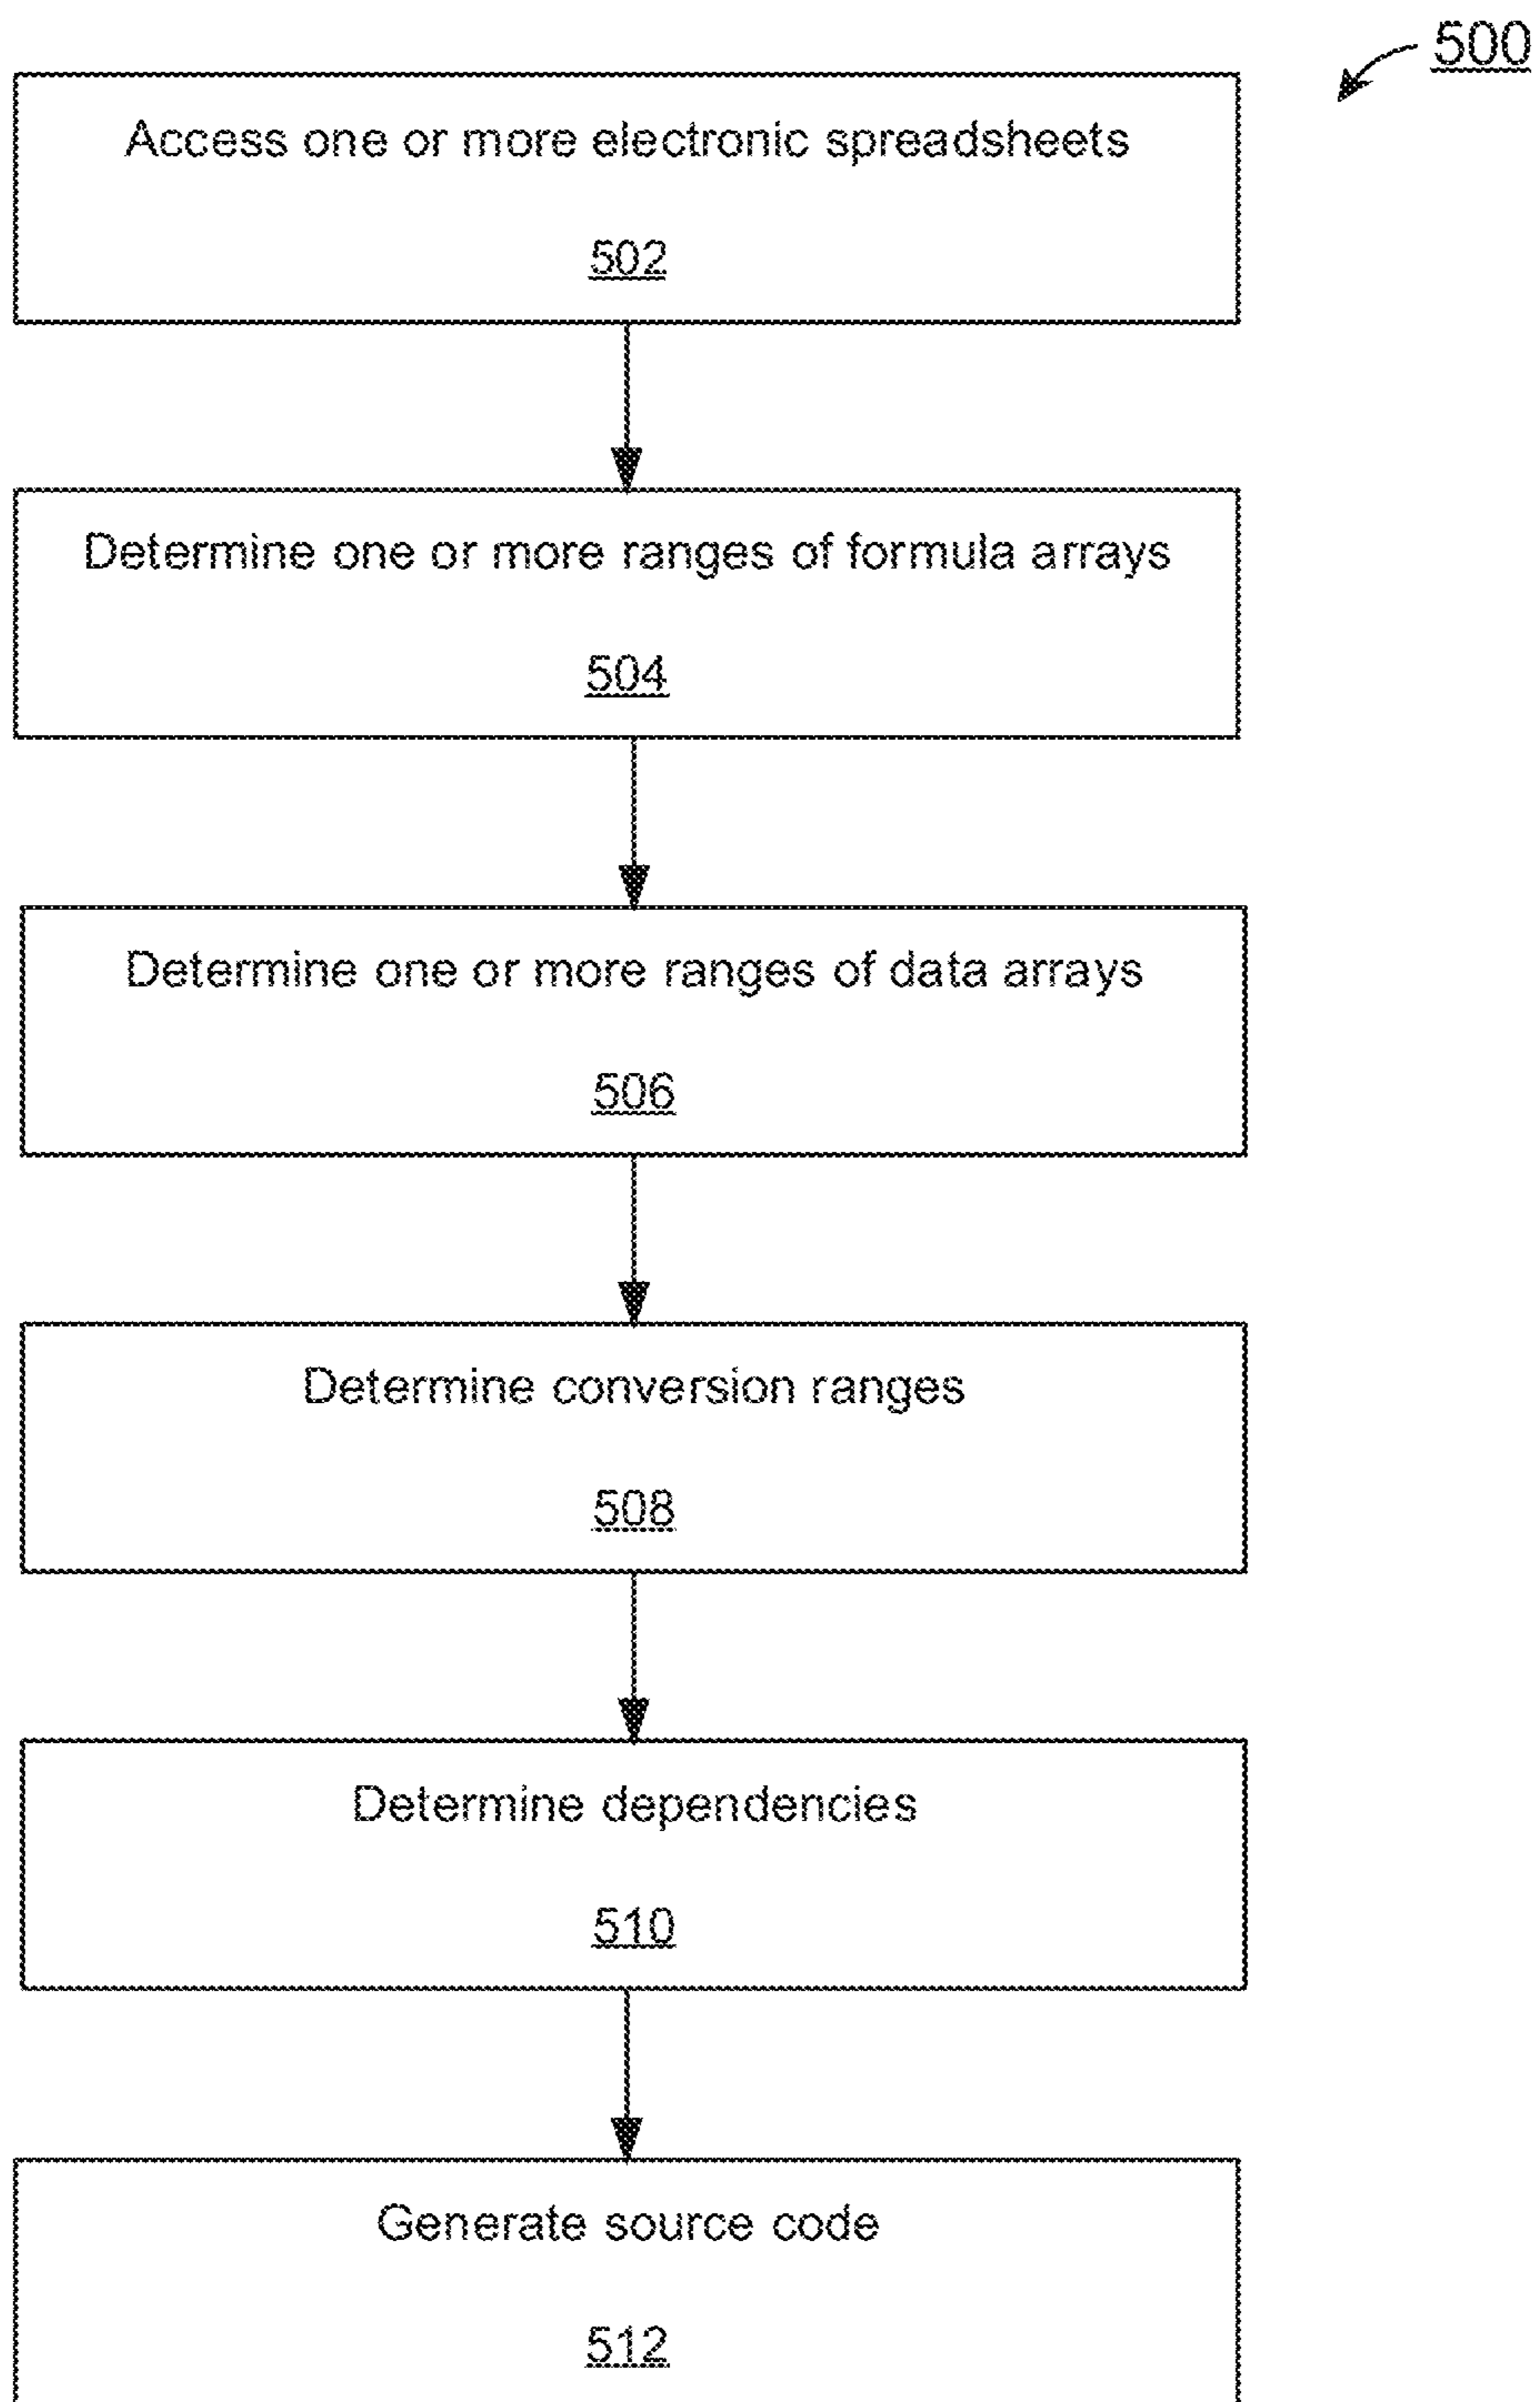 500
Access one or more electronic spreadsheets
502
Determine one or more ranges of formula arrays
504
Determine one or more ranges of data arrays
506
Determine conversion ranges
508
Determine dependencies
510
Generate source code
512